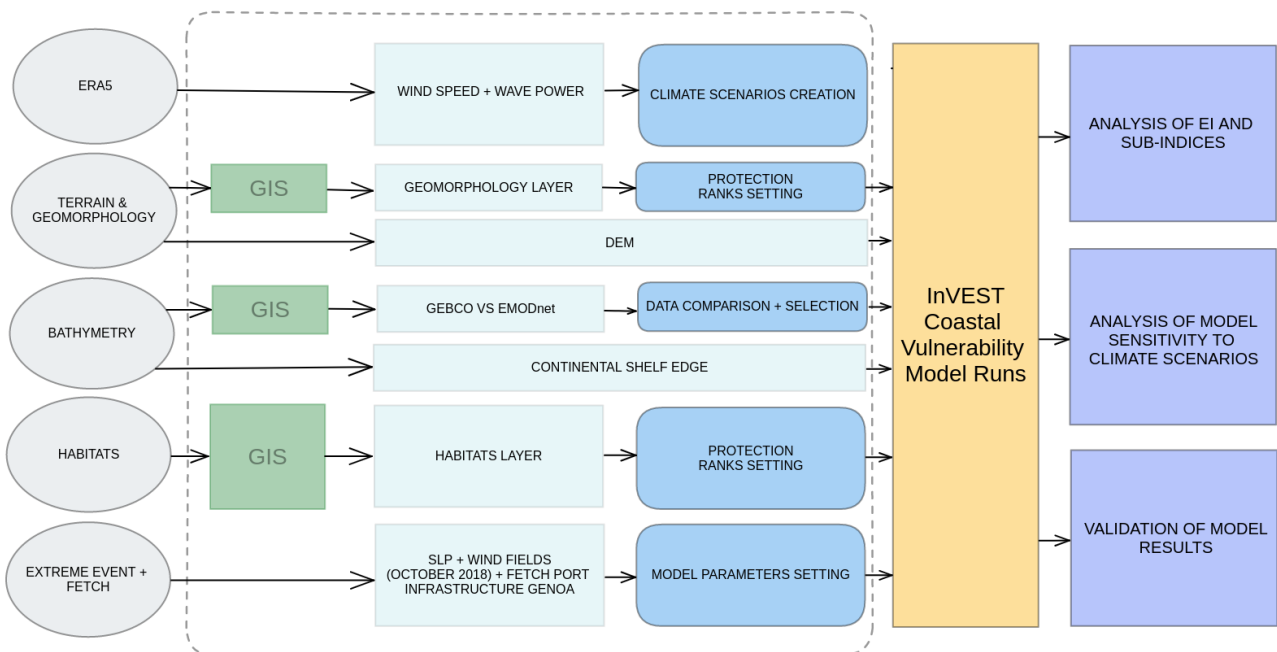 ERA5
WIND SPEED + WAVE POWER
CLIMATE SCENARIOS CREATION
TERRAIN &
GEOMORPHOLOGY
GIS
GEOMORPHOLOGY LAYER
PROTECTION
RANKS SETTING
DEM
BATHYMETRY
GIS
GEBCO VS EMODnet
DATA COMPARISON + SELECTION
CONTINENTAL SHELF EDGE
HABITATS
GIS
HABITATS LAYER
PROTECTION
RANKS SETTING
EXTREME EVENT +
FETCH
SLP + WIND FIELDS
(OCTOBER 2018) + FETCH PORT
INFRASTRUCTURE GENOA
MODEL PARAMETERS SETTING
InVEST
Coastal
Vulnerability
Model Runs
ANALYSIS OF EI AND
SUB-INDICES
ANALYSIS OF MODEL
SENSITIVITY TO
CLIMATE SCENARIOS
VALIDATION OF MODEL
RESULTS